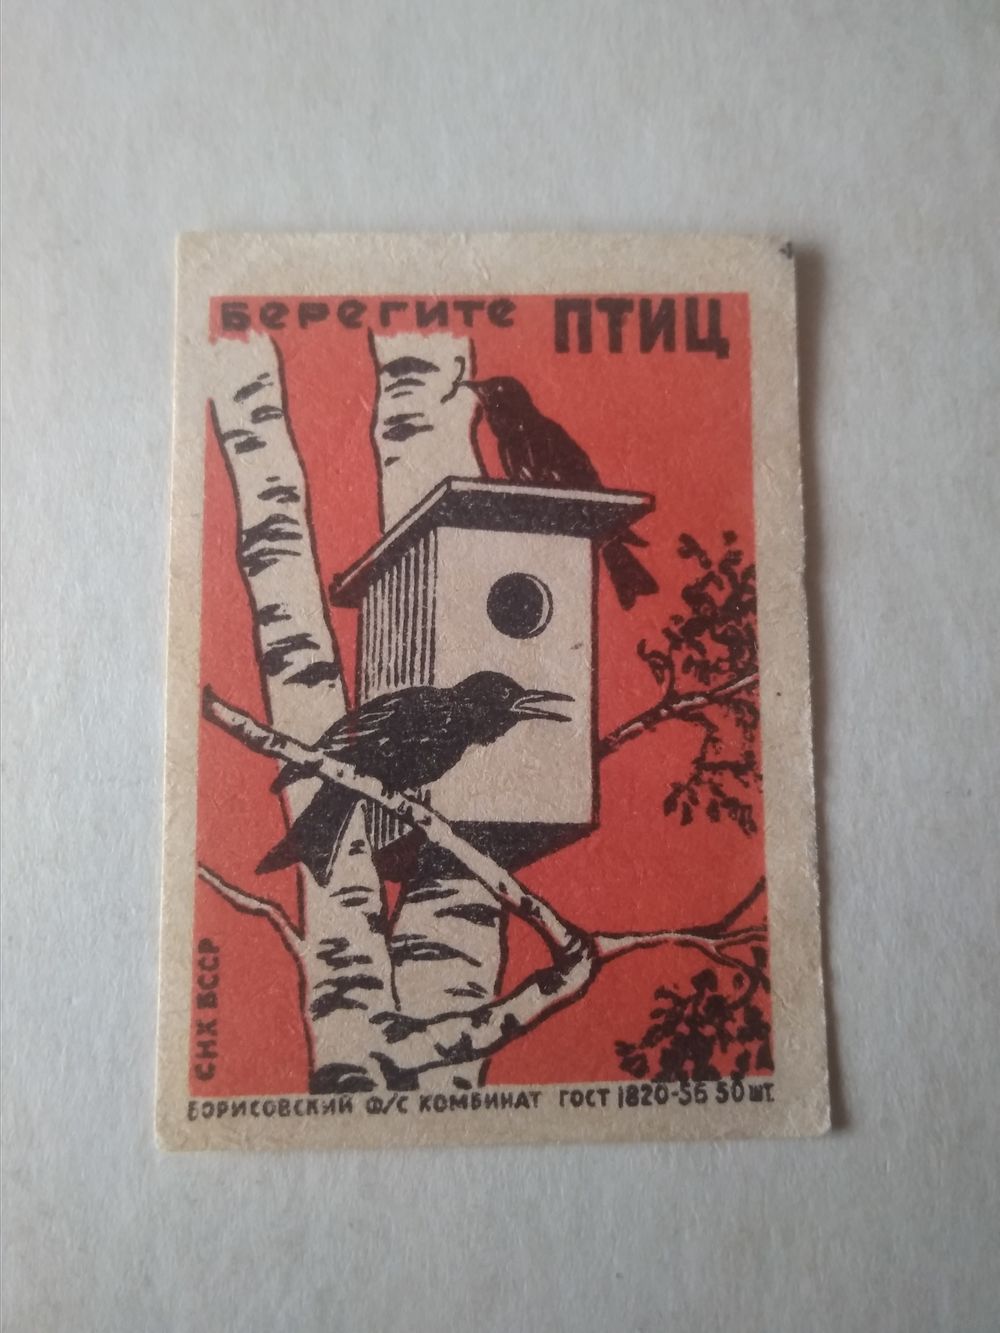 БЕРЕГИТЕ ПТИЦ
СНХ БССР
БОРИСОВСКИЙ Ф/С КОМБИНАТ ГОСТ 1820-56 50 ШТ.